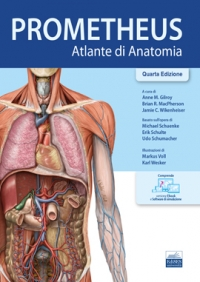 PROMETHEUS
Atlante di Anatomia
Quarta Edizione
A cura di
Anne M. Gilroy
Brian R. MacPherson
Jamie C. Wikenheiser
Basato sull'opera di
Michael Schuenke
Erik Schulte
Udo Schumacher
Illustrazioni di
Markus Voll
Karl Wesker